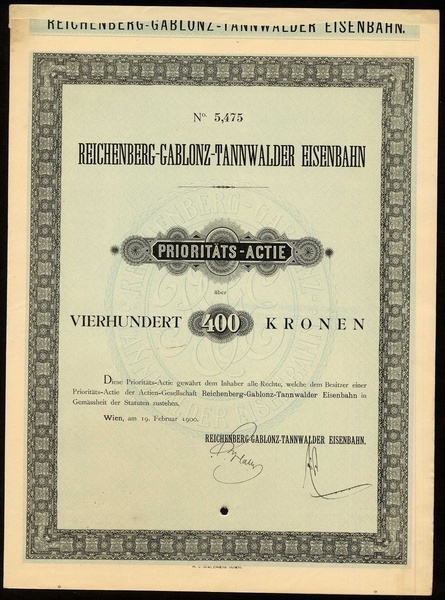 REICHENBERG-GABLONZ-TANNWALDER EISENBAHN.
No. 5,475
REICHENBERG-GABLONZ-TANNWALDER EISENBAHN
PRIORITÄTS-ACTIE
über
VIERHUNDERT 400 KRONEN
Diese Prioritäts-Actie gewährt dem Inhaber alle Rechte, welche dem Besitzer einer
Prioritäts-Actie der Actien-Gesellschaft Reichenberg-Gablonz-Tannwalder Eisenbahn in
Gemässheit der Statuten zustehen.
Wien, am 19. Februar 1900.
REICHENBERG-GABLONZ-TANNWALDER EISENBAHN.